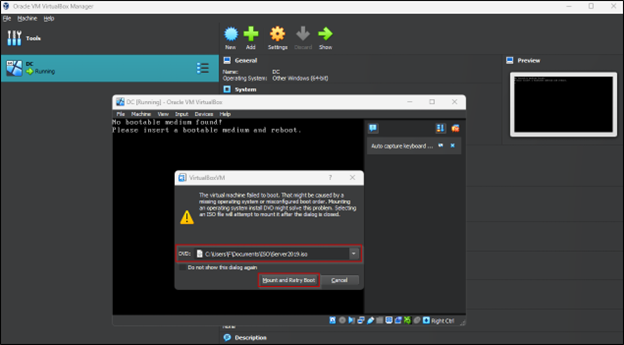 Oracle VM VirtualBox Manager
File Machine Help
Tools
New Add Settings Discard Show
DC
Running
General
Name: DC
Operating System: Other Windows (64-bit)
System
Preview
DC [Running] - Oracle VM VirtualBox
File Machine View Input Devices Help
No bootable medium found!
Please insert a bootable medium and reboot.
Auto capture keyboard ...
VirtualBoxVM
The virtual machine failed to boot. That might be caused by a
missing operating system or misconfigured boot order. Mounting
an operating system install DVD might solve this problem. Selecting
an ISO file will attempt to mount it after the dialog is closed.
DVD: C:\Users\F\Documents\ISO\Server2019.iso
Do not show this dialog again
Mount and Retry Boot Cancel
Right Ctrl
None
Description